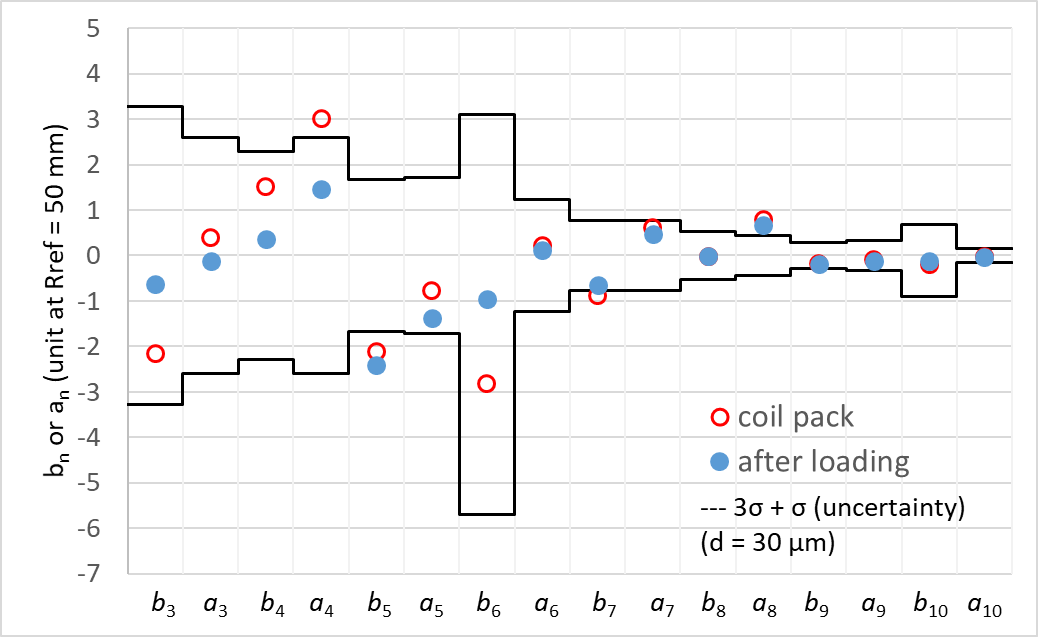 5
4
3
2
1
0
-1
-2
-3
-4
-5
-6
-7
bn or an (unit at Rref = 50 mm)
coil pack
after loading
--- 3σ + σ (uncertainty)
(d = 30 µm)
b3 a3 b4 a4 b5 a5 b6 a6 b7 a7 b8 a8 b9 a9 b10 a10